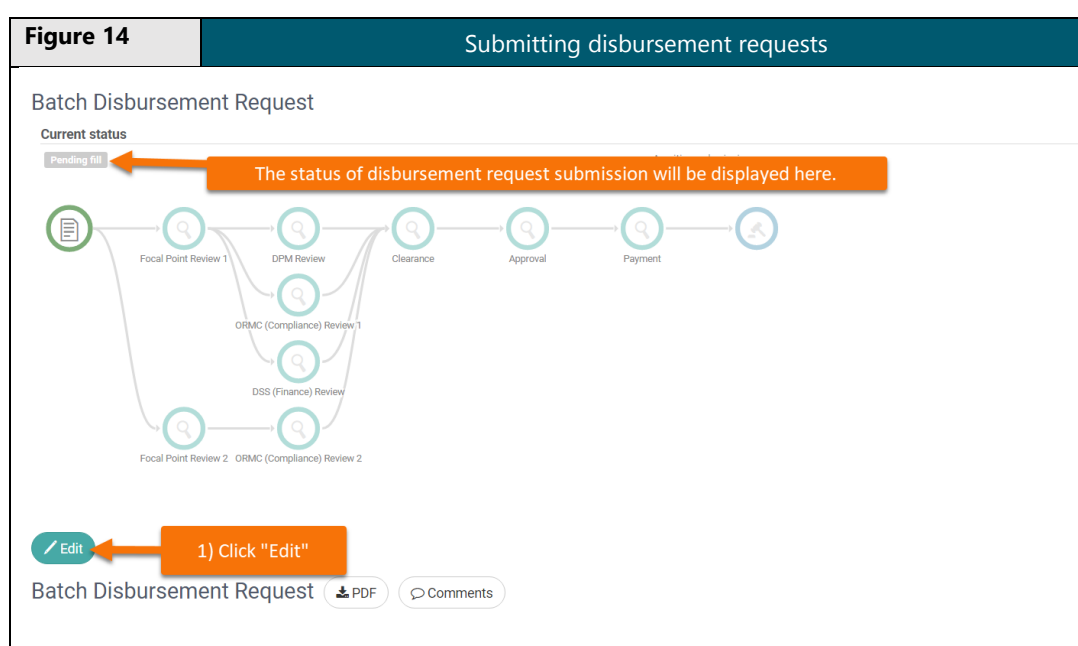 Figure 14
Submitting disbursement requests
Batch Disbursement Request
Current status
Pending fill
The status of disbursement request submission will be displayed here.
Focal Point Review 1
DPM Review
Clearance
Approval
Payment
ORMC (Compliance) Review 1
DSS (Finance) Review
Focal Point Review 2
ORMC (Compliance) Review 2
Edit
1) Click "Edit"
Batch Disbursement Request
PDF
Comments